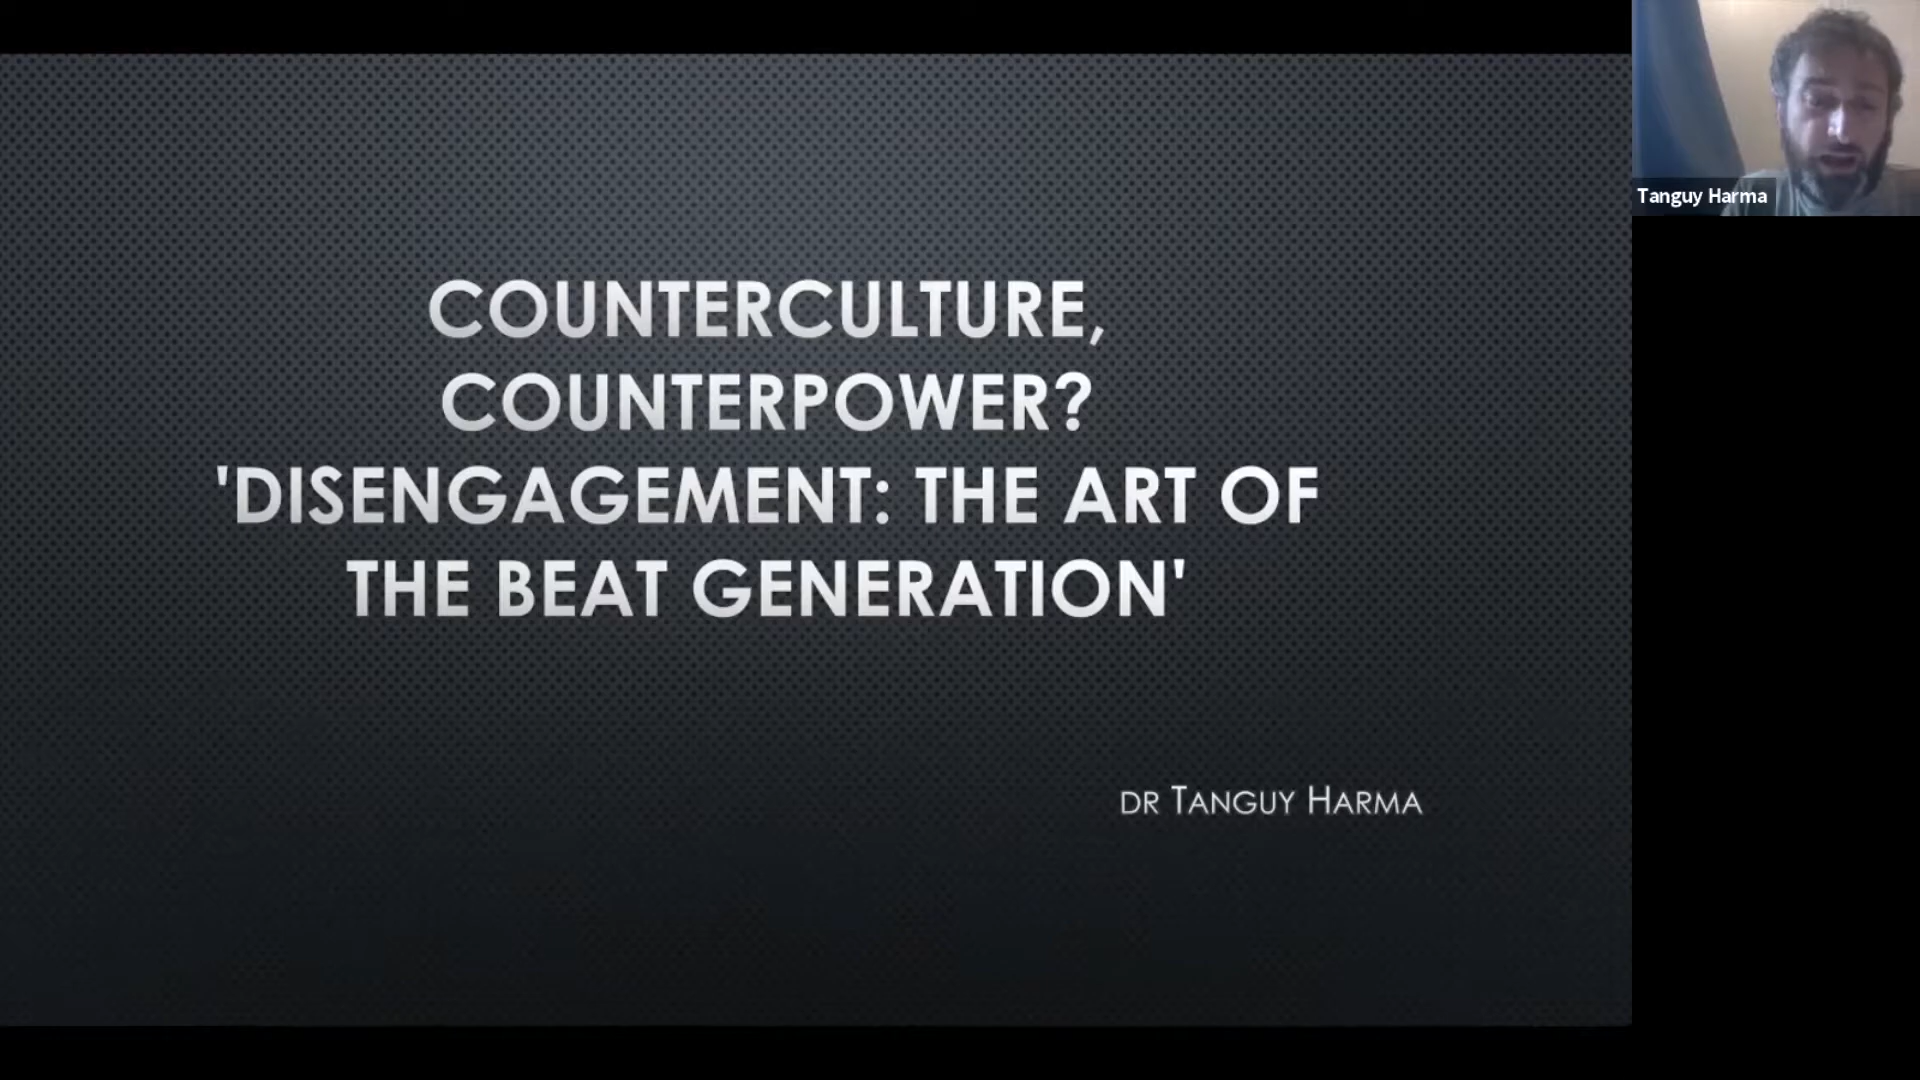 COUNTERCULTURE,
COUNTERPOWER?
'DISENGAGEMENT: THE ART OF
THE BEAT GENERATION'
DR TANGUY HARMA
Tanguy Harma